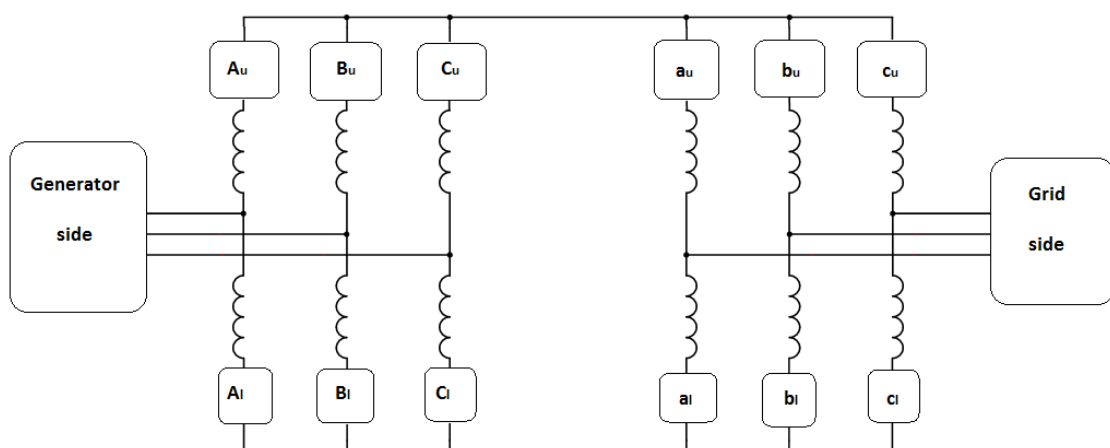 Au Bu Cu au bu cu
Generator
side
Grid
side
Al Bl Cl al bl cl